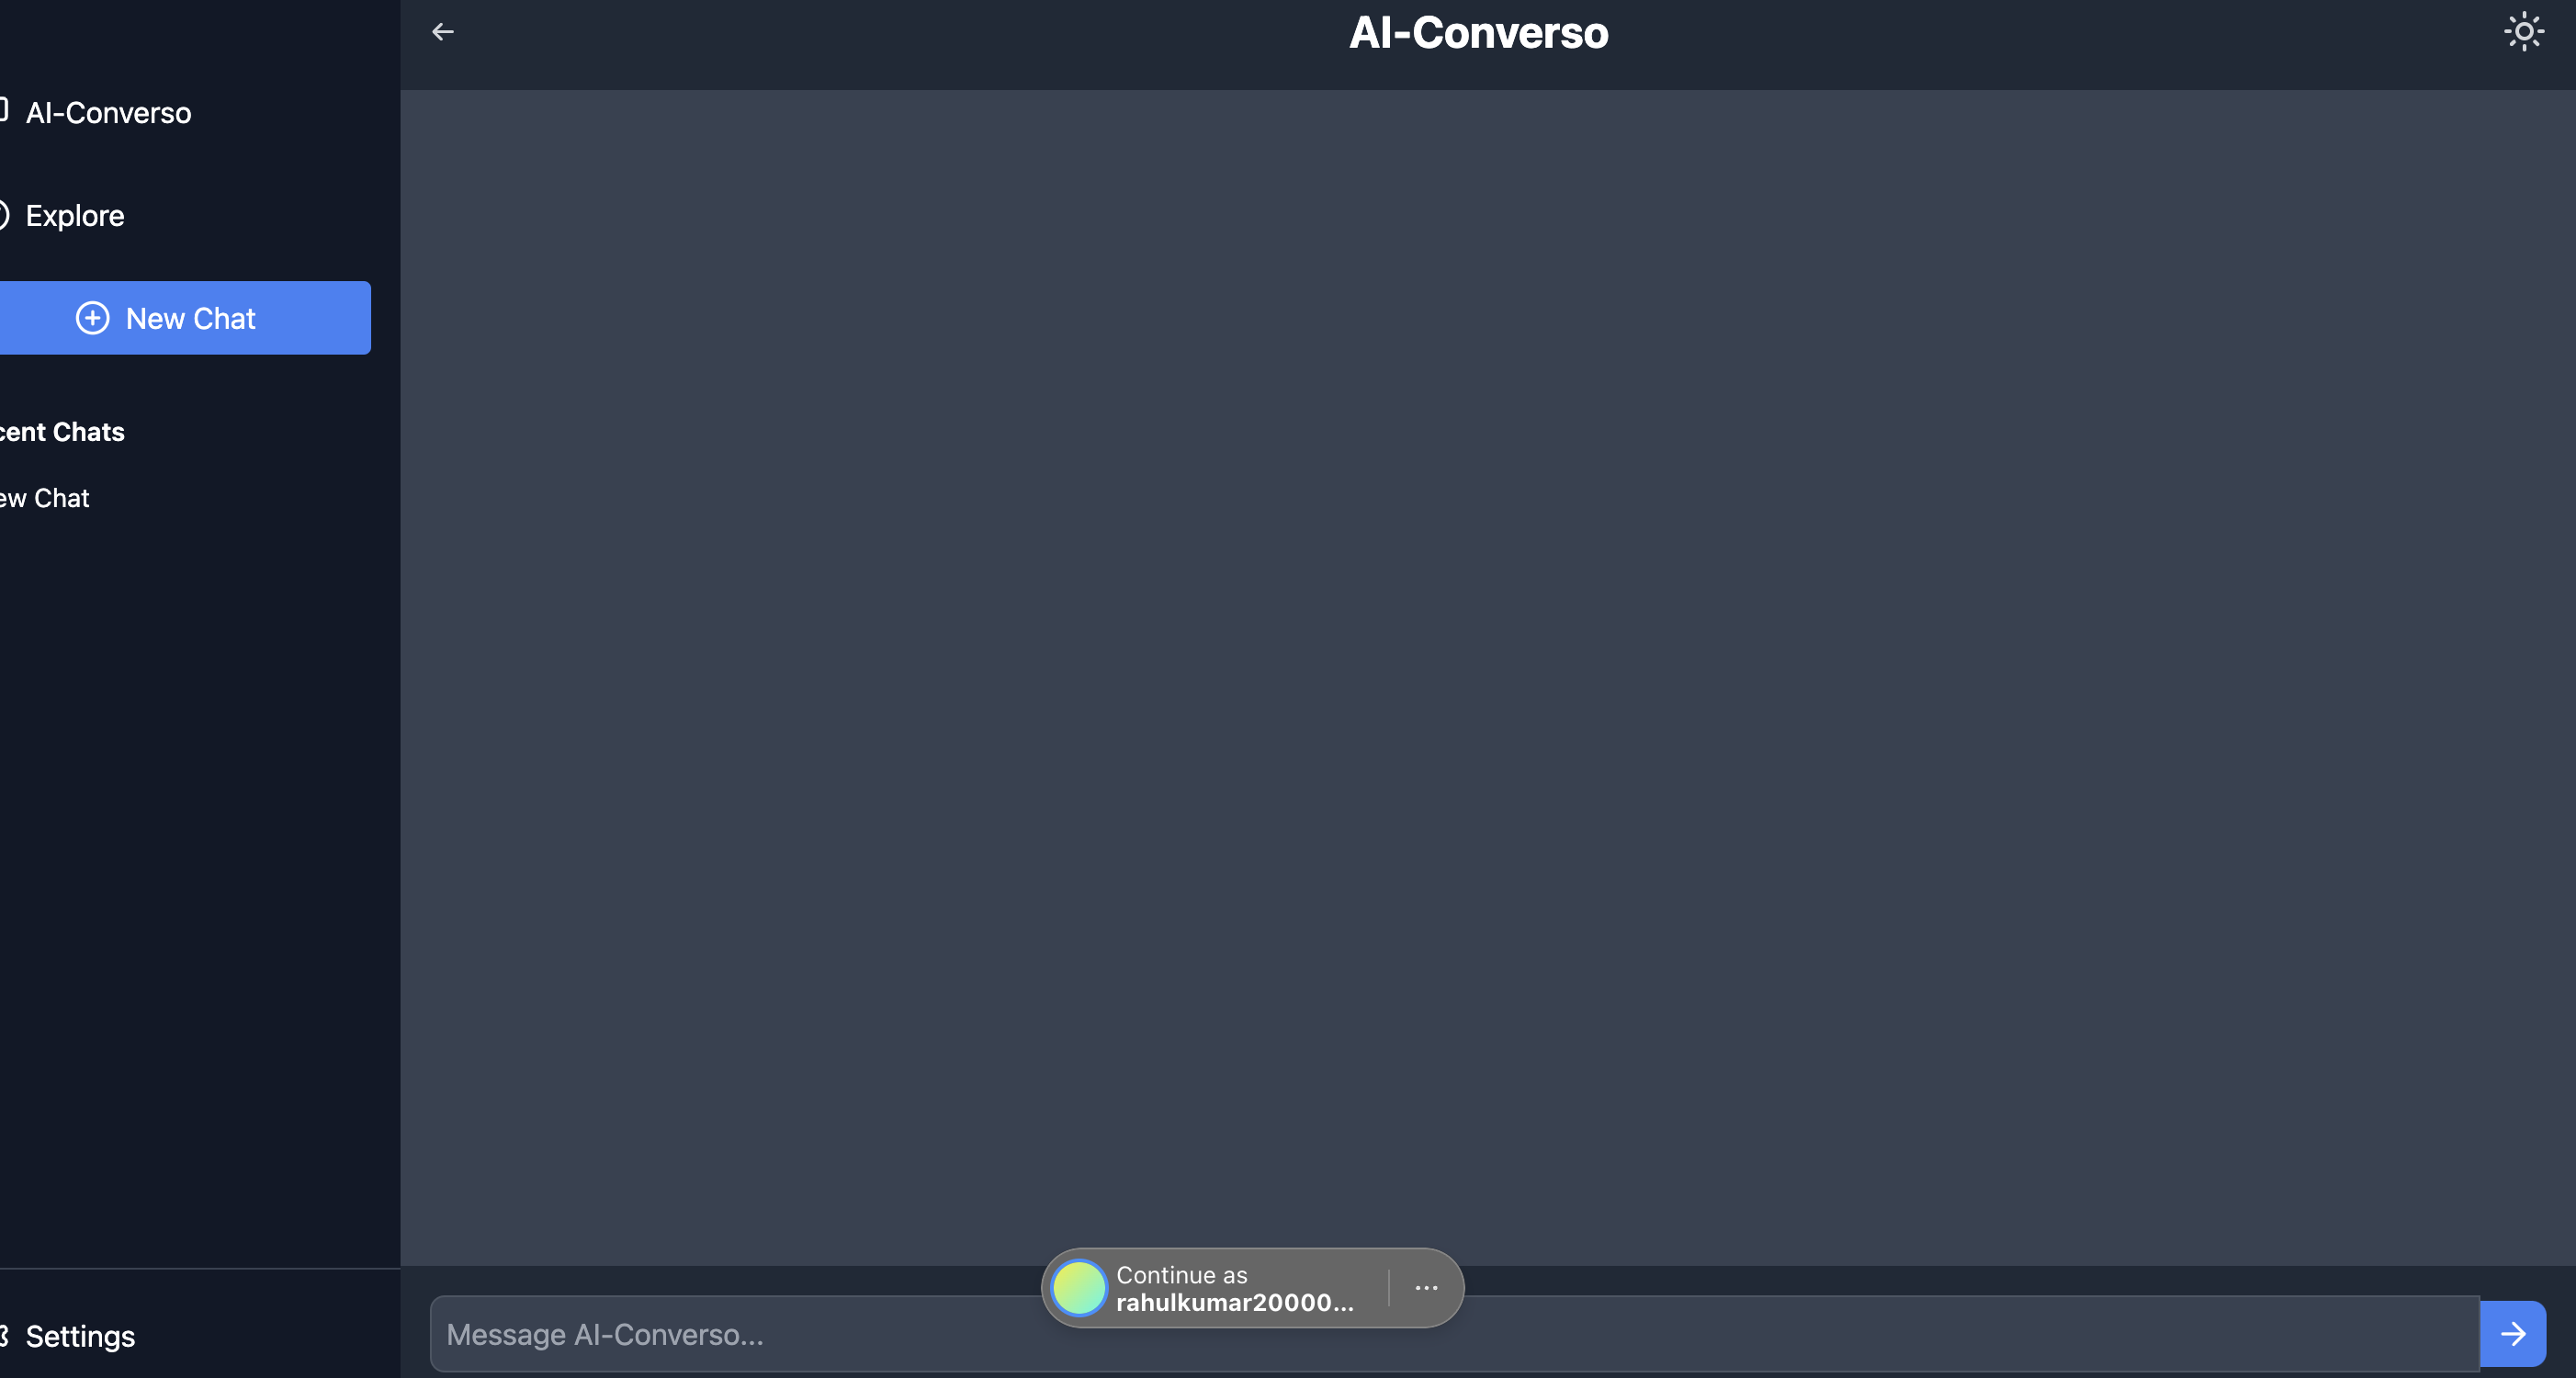 AI-Converso
AI-Converso
Explore
New Chat
cent Chats
ew Chat
Settings
Continue as
rahulkumar20000...
Message AI-Converso...